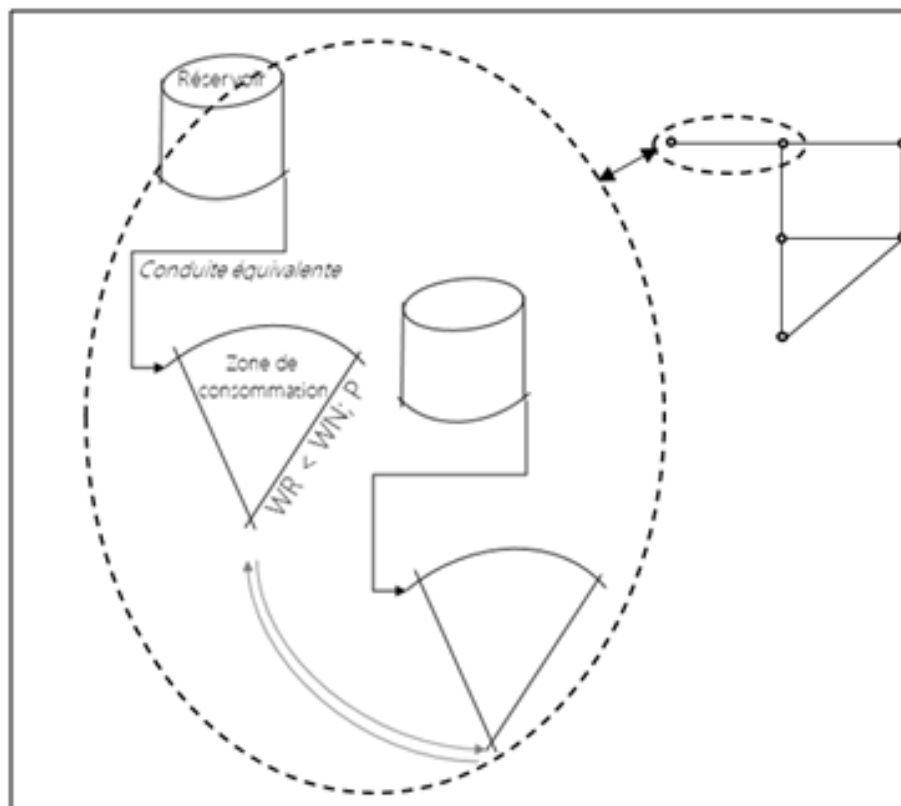 Réservoir
Conduite équivalente
Zone de
consommation
WR < WN; P